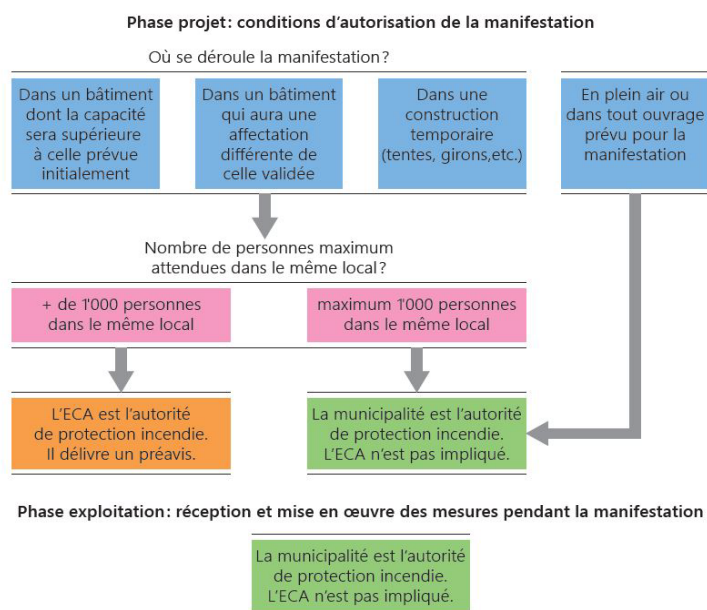 Phase projet : conditions d'autorisation de la manifestation
Où se déroule la manifestation ?
Dans un bâtiment
dont la capacité
sera supérieure
à celle prévue
initialement
Dans un bâtiment
qui aura une
affectation
différente de
celle validée
Dans une
construction
temporaire
(tentes, girons,etc.)
En plein air ou
dans tout ouvrage
prévu pour la
manifestation
Nombre de personnes maximum
attendues dans le même local ?
+ de 1'000 personnes
dans le même local
maximum 1'000 personnes
dans le même local
L'ECA est l'autorité
de protection incendie.
Il délivre un préavis.
La municipalité est l'autorité
de protection incendie.
L'ECA n'est pas impliqué.
Phase exploitation : réception et mise en œuvre des mesures pendant la manifestation
La municipalité est l'autorité
de protection incendie.
L'ECA n'est pas impliqué.